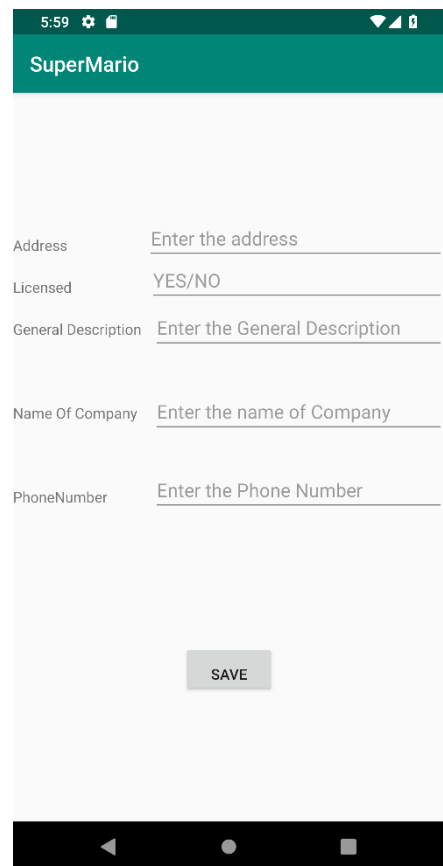 5:59
SuperMario
Address Enter the address
Licensed YES/NO
General Description Enter the General Description
Name Of Company Enter the name of Company
PhoneNumber Enter the Phone Number
SAVE